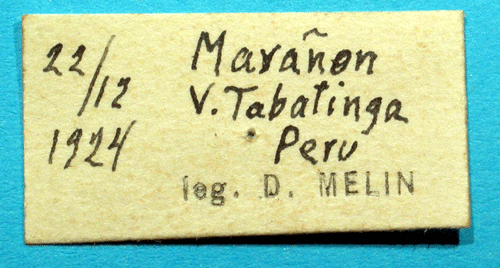 22/12 1924
Marañon
V. Tabatinga
Peru
leg. D. MELIN